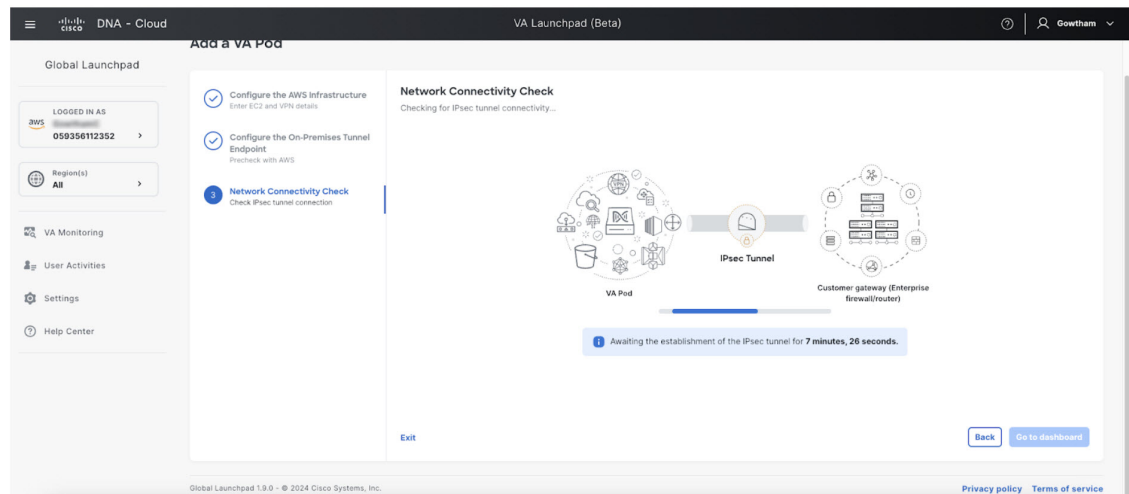 cisco DNA - Cloud
VA Launchpad (Beta)
Gowtham
Add a VA Pod
Global Launchpad
LOGGED IN AS
aws
059356112352
Region(s)
All
VA Monitoring
User Activities
Settings
Help Center
Configure the AWS Infrastructure
Enter EC2 and VPN details
Configure the On-Premises Tunnel
Endpoint
Precheck with AWS
3
Network Connectivity Check
Check IPsec tunnel connection
Network Connectivity Check
Checking for IPsec tunnel connectivity...
VPN
IPsec Tunnel
VA Pod
Customer gateway (Enterprise
firewall/router)
Awaiting the establishment of the IPsec tunnel for 7 minutes, 26 seconds.
Exit
Back
Go to dashboard
Global Launchpad 1.9.0 - © 2024 Cisco Systems, Inc.
Privacy policy Terms of service